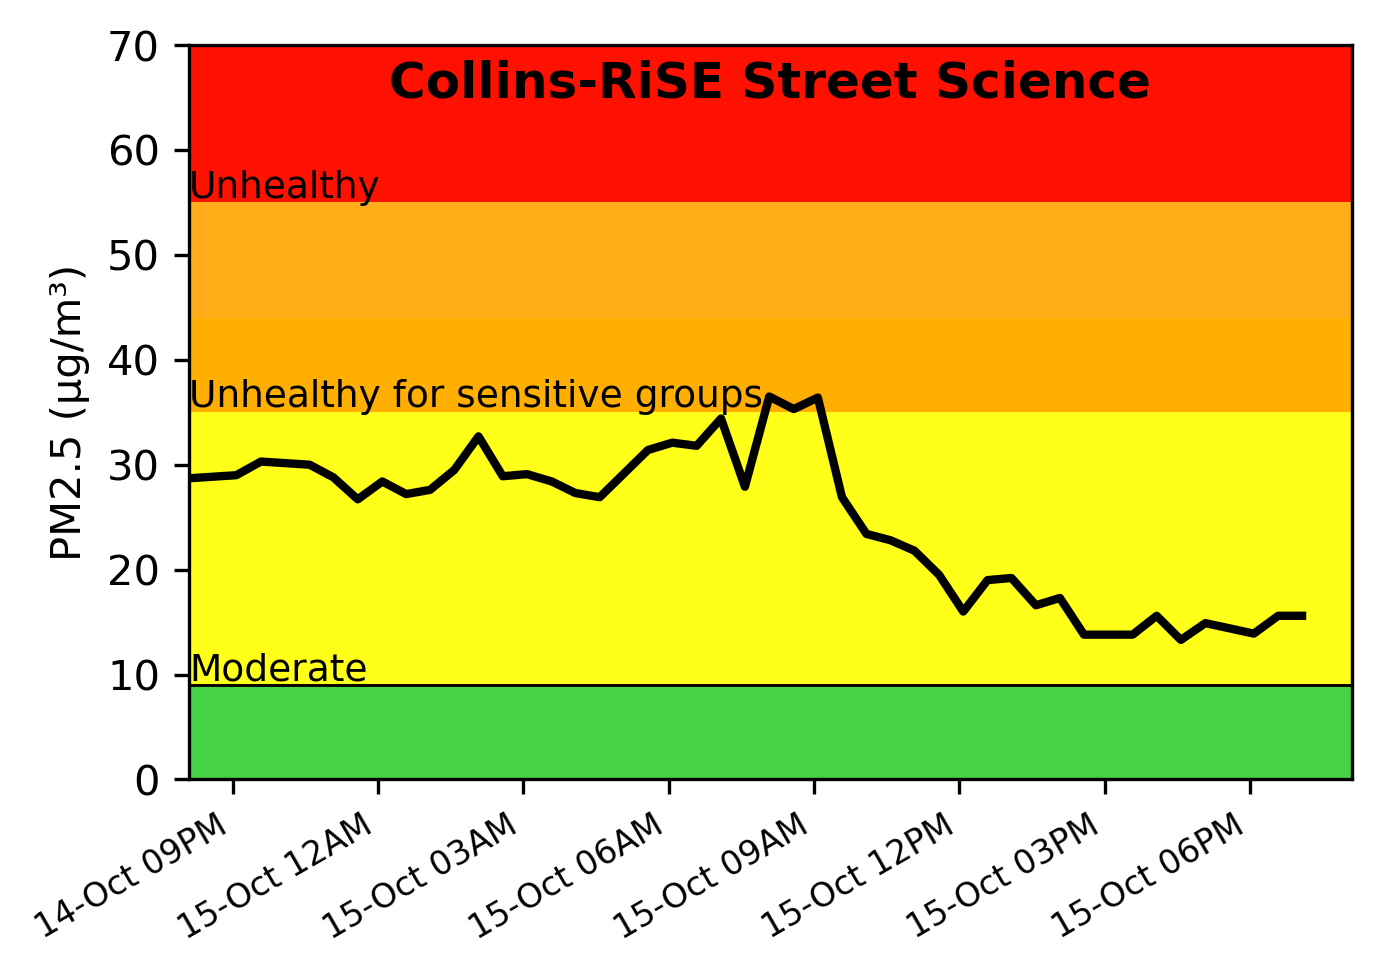 Collins-RiSE Street Science
PM2.5 (µg/m³)
70
60
Unhealthy
50
40
Unhealthy for sensitive groups
30
20
10
Moderate
0
14-Oct 09PM
15-Oct 12AM
15-Oct 03AM
15-Oct 06AM
15-Oct 09AM
15-Oct 12PM
15-Oct 03PM
15-Oct 06PM